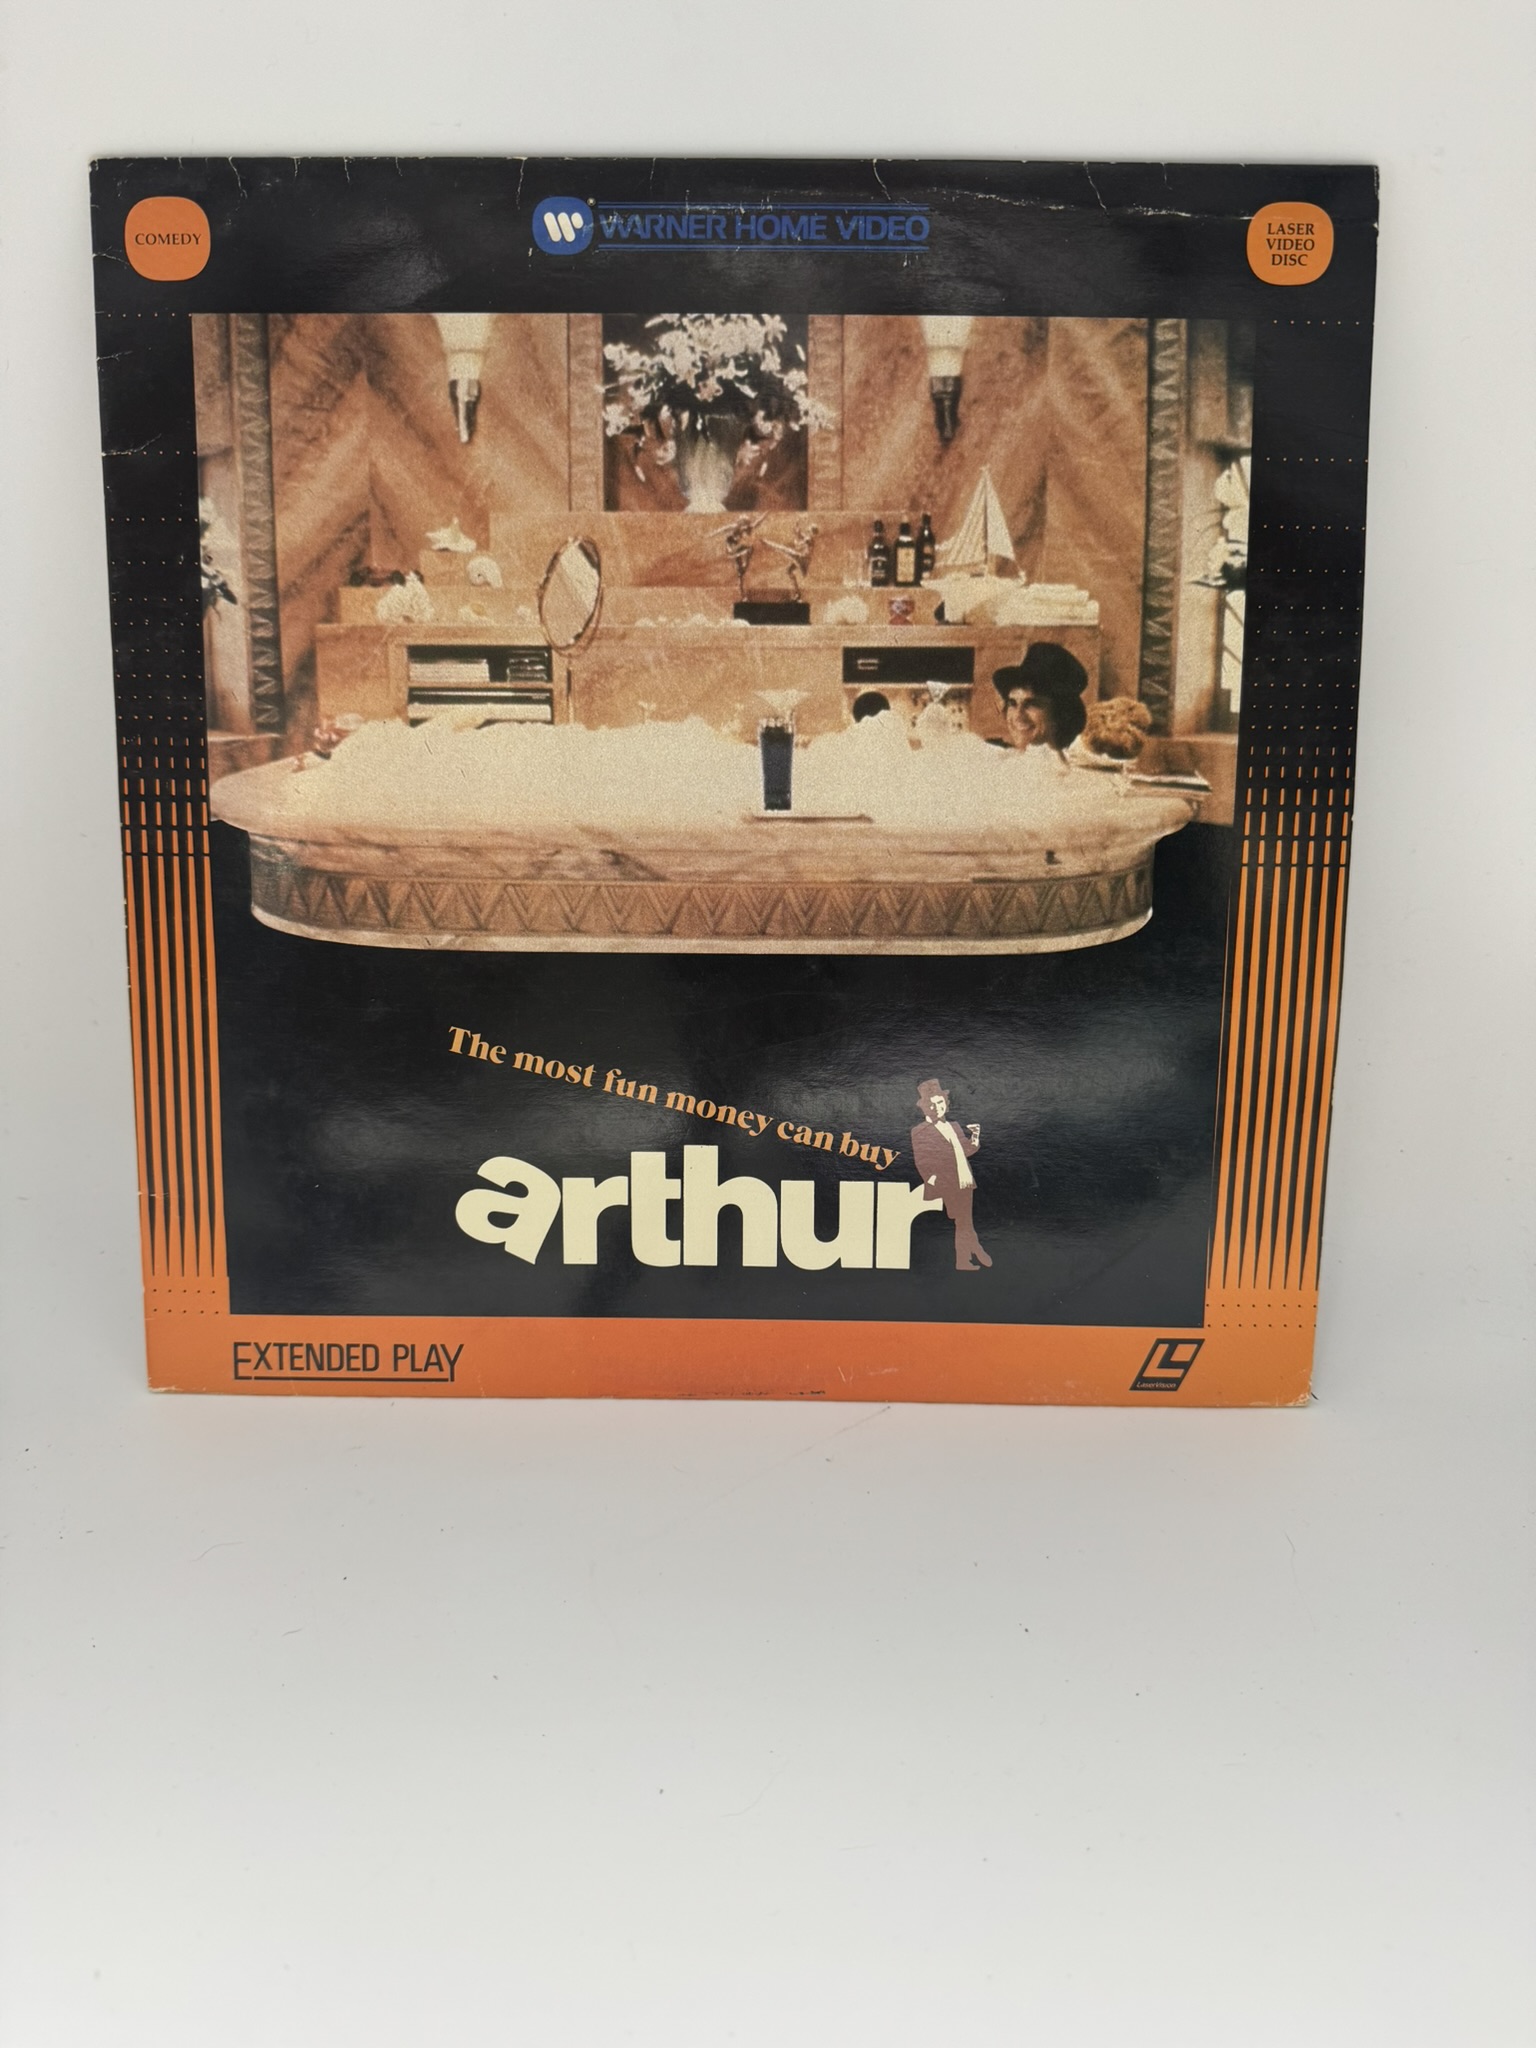 COMEDY
WARNER HOME VIDEO
LASER
VIDEO
DISC
The most fun money can buy
arthur
EXTENDED PLAY
LaserVision